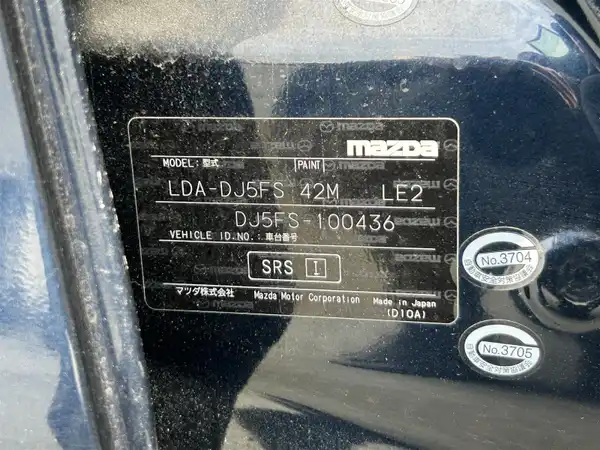 mazDa
MODEL: 型式 PAINT
LDA-DJ5FS 42M LE2
DJ5FS-100436
VEHICLE ID.NO.: 車台番号
SRS I
マツダ株式会社 Mazda Motor Corporation Made in Japan
(D10A)
No.3704
No.3705